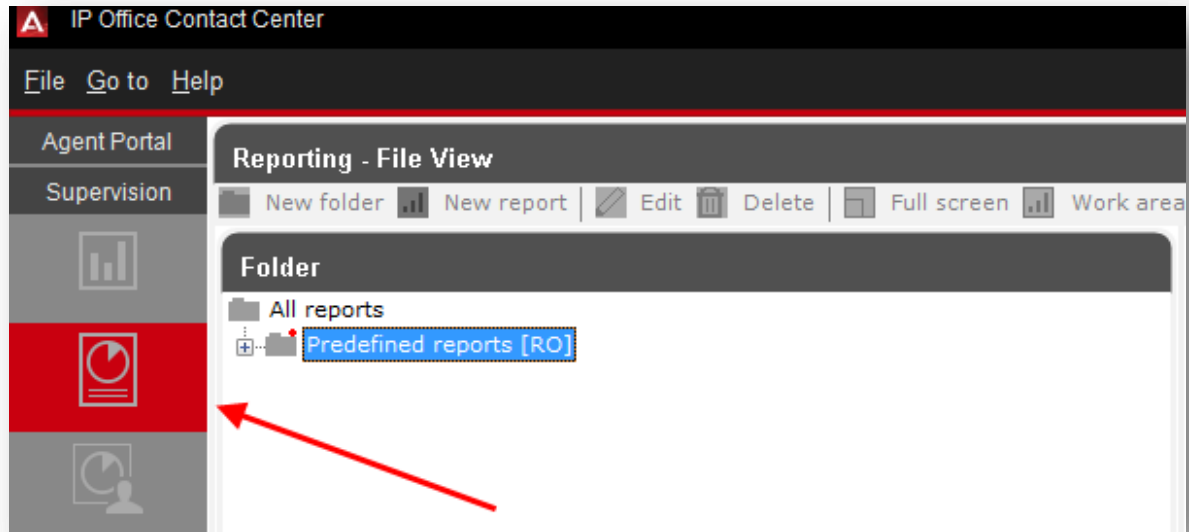 IP Office Contact Center
File Go to Help
Agent Portal
Supervision
Reporting - File View
New folder New report Edit Delete Full screen Work area
Folder
All reports
Predefined reports [RO]